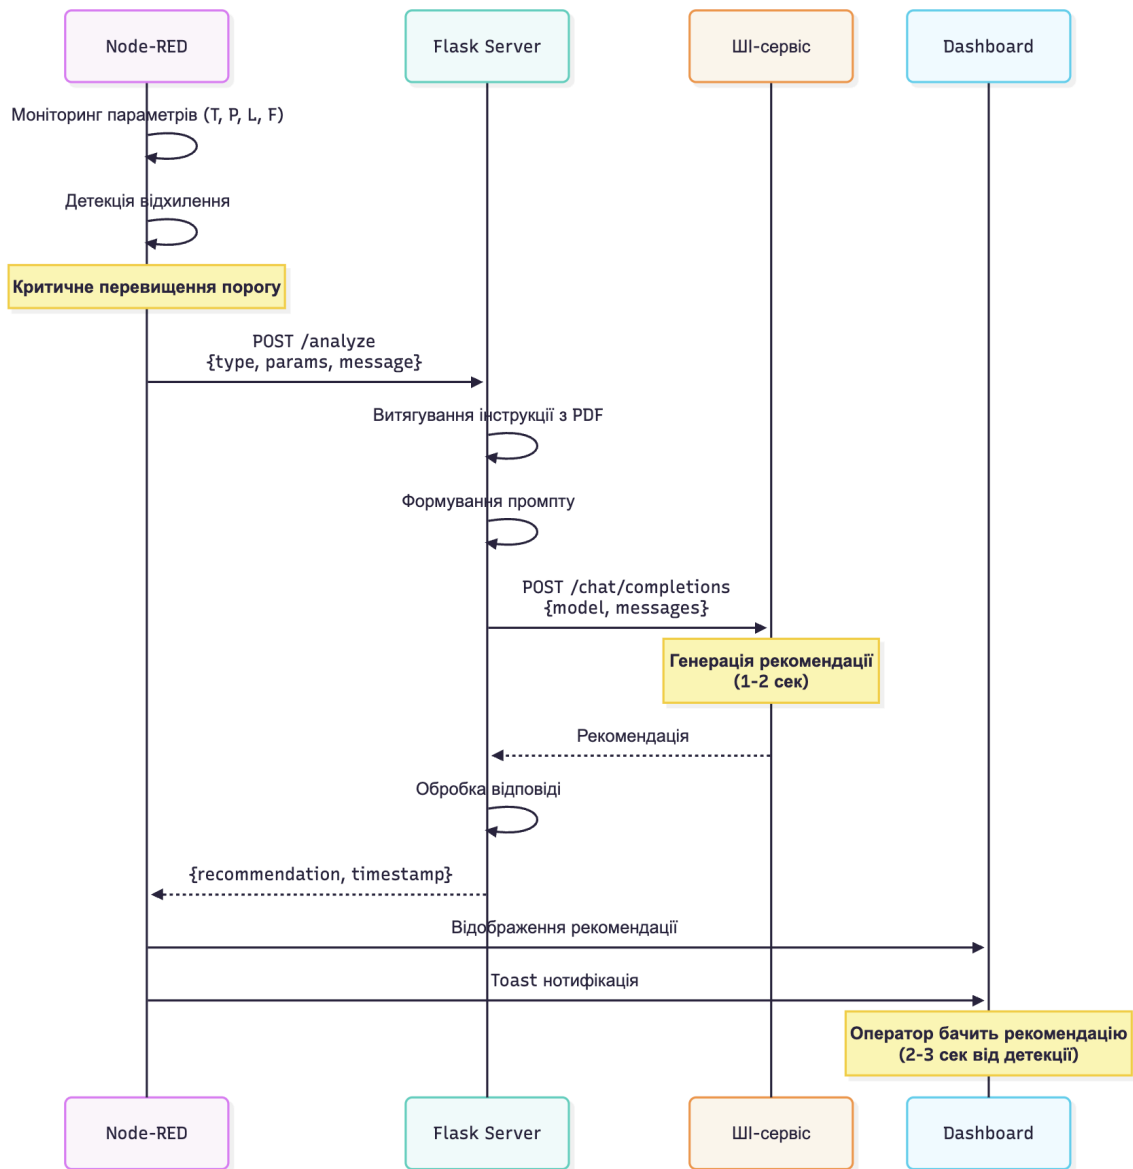 Node-RED
Flask Server
ШІ-сервіс
Dashboard
Моніторинг параметрів (T, P, L, F)
Детекція відхилення
Критичне перевищення порогу
POST /analyze
{type, params, message}
Витягування інструкції з PDF
Формування промпту
POST /chat/completions
{model, messages}
Генерація рекомендації
(1-2 сек)
Рекомендація
Обробка відповіді
{recommendation, timestamp}
Відображення рекомендації
Toast нотифікація
Оператор бачить рекомендацію
(2-3 сек від детекції)
Node-RED
Flask Server
ШІ-сервіс
Dashboard